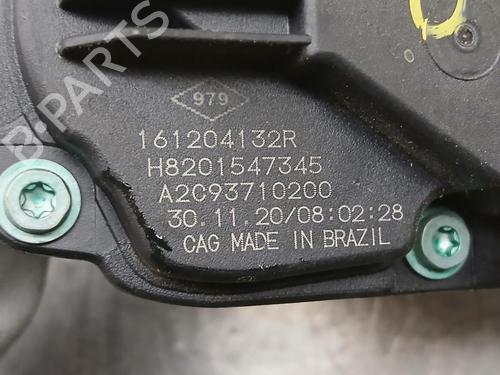 B-PARTS
979
161204132R
H8201547345
A2C93710200
30.11.20/08:02:28
CAG MADE IN BRAZIL